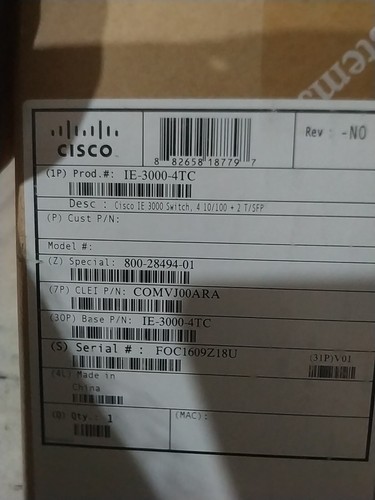 stems
CISCO
8 82658 18779 7
Rev : -N0
(1P) Prod.#: IE-3000-4TC
Desc : Cisco IE 3000 Switch, 4 10/100 + 2 T/SFP
(P) Cust P/N:
Model #:
(Z) Special: 800-28494-01
(7P) CLEI P/N: COMVJ00ARA
(30P) Base P/N: IE-3000-4TC
(S) Serial # : FOC1609Z18U
(31P)V01
(4L) Made in
China
(Q) Qty.: 1
(MAC):